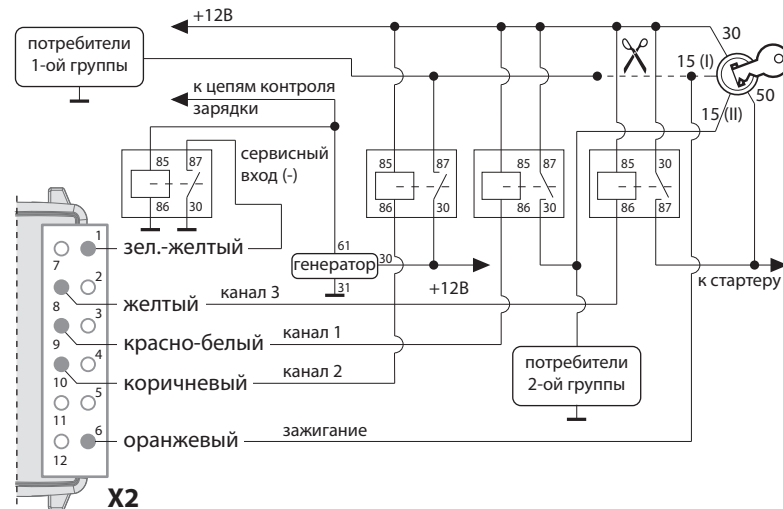 +12В
30
потребители
1-ой группы
15 (I)
к цепям контроля
зарядки
50
15 (II)
сервисный
вход (-)
85 87
86 30
85 87
86 30
85 87
86 30
85 30
86 87
61
генератор
30
31
+12В
к стартеру
1
7
зел.-желтый
2
8
желтый
канал 3
3
9
красно-белый
канал 1
4
10
коричневый
канал 2
5
11
6
12
оранжевый
зажигание
потребители
2-ой группы
X2